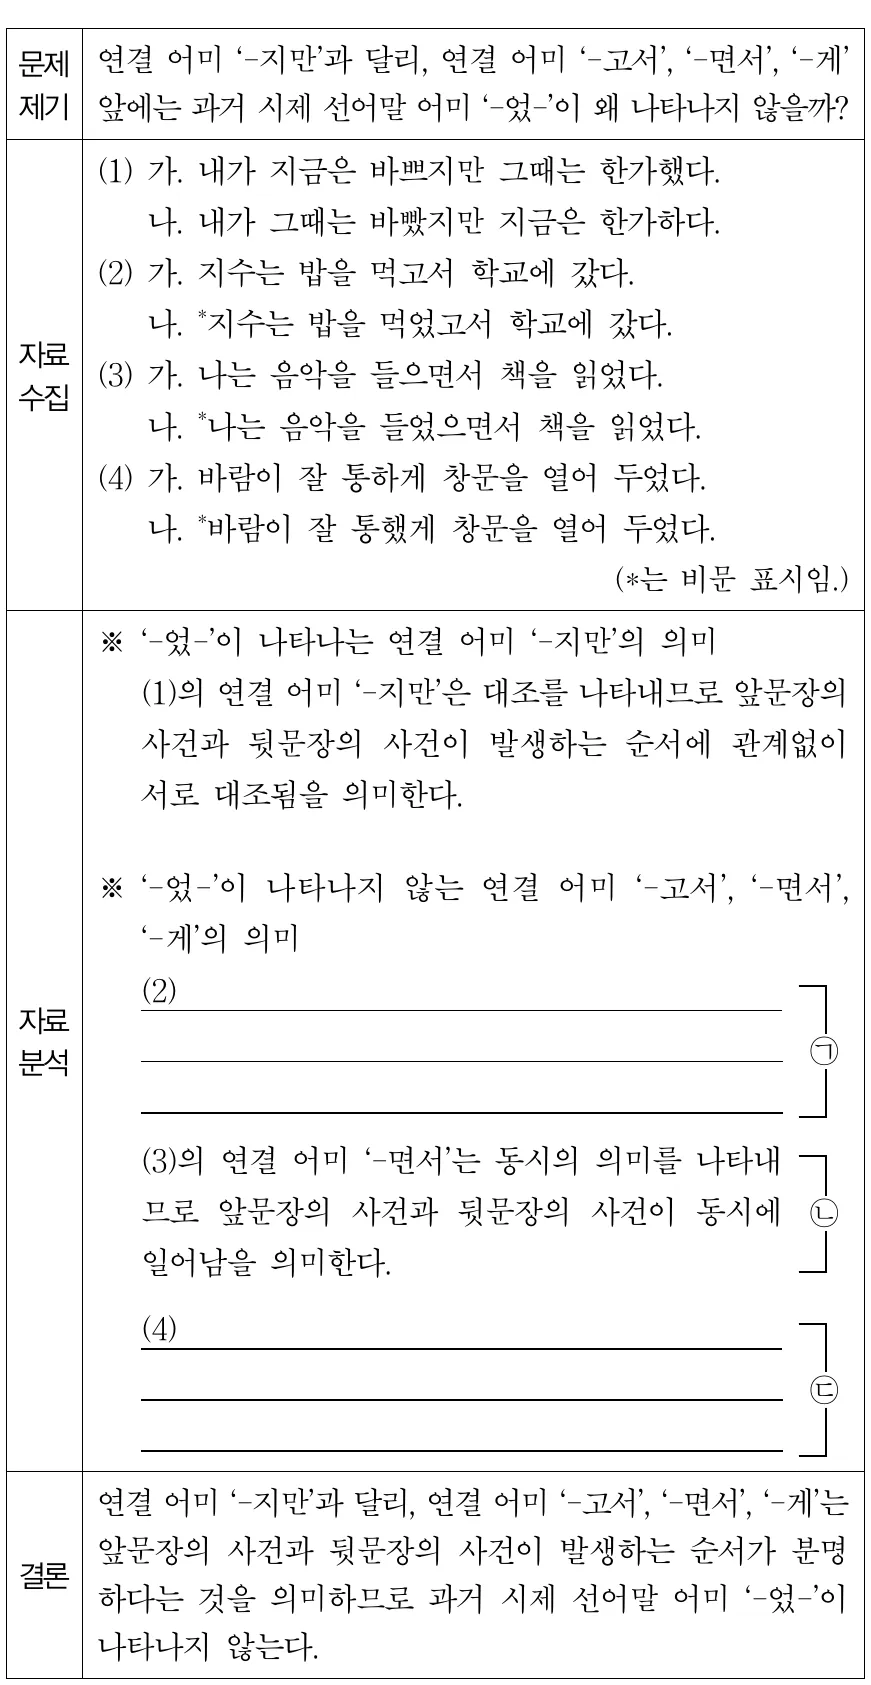 문제
제기
연결 어미 ‘-지만’과 달리, 연결 어미 ‘-고서’, ‘-면서’, ‘-게’
앞에는 과거 시제 선어말 어미 ‘-었-’이 왜 나타나지 않을까?
자료
수집
(1) 가. 내가 지금은 바쁘지만 그때는 한가했다.
나. 내가 그때는 바빴지만 지금은 한가하다.
(2) 가. 지수는 밥을 먹고서 학교에 갔다.
나. *지수는 밥을 먹었고서 학교에 갔다.
(3) 가. 나는 음악을 들으면서 책을 읽었다.
나. *나는 음악을 들었으면서 책을 읽었다.
(4) 가. 바람이 잘 통하게 창문을 열어 두었다.
나. *바람이 잘 통했게 창문을 열어 두었다.
(*는 비문 표시임.)
자료
분석
※ ‘-었-’이 나타나는 연결 어미 ‘-지만’의 의미
(1)의 연결 어미 ‘-지만’은 대조를 나타내므로 앞문장의
사건과 뒷문장의 사건이 발생하는 순서에 관계없이
서로 대조됨을 의미한다.
※ ‘-었-’이 나타나지 않는 연결 어미 ‘-고서’, ‘-면서’,
‘-게’의 의미
(2)
㉠
(3)의 연결 어미 ‘-면서’는 동시의 의미를 나타내
므로 앞문장의 사건과 뒷문장의 사건이 동시에
일어남을 의미한다.
㉡
(4)
㉢
결론
연결 어미 ‘-지만’과 달리, 연결 어미 ‘-고서’, ‘-면서’, ‘-게’는
앞문장의 사건과 뒷문장의 사건이 발생하는 순서가 분명
하다는 것을 의미하므로 과거 시제 선어말 어미 ‘-었-’이
나타나지 않는다.